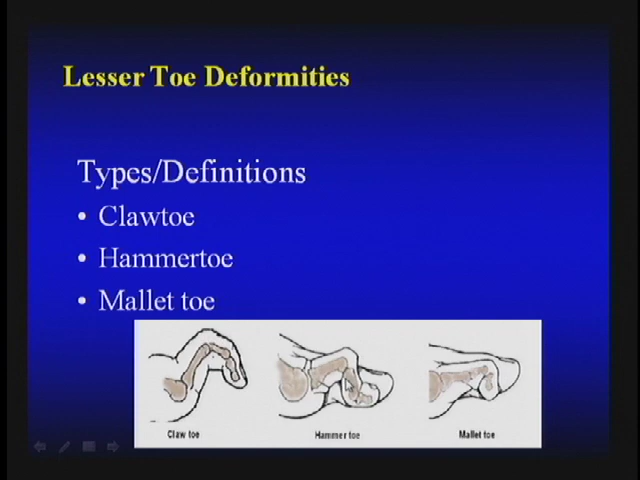 Lesser Toe Deformities
Types/Definitions
• Clawtoe
• Hammertoe
• Mallet toe
Claw toe
Hammer toe
Mallet toe